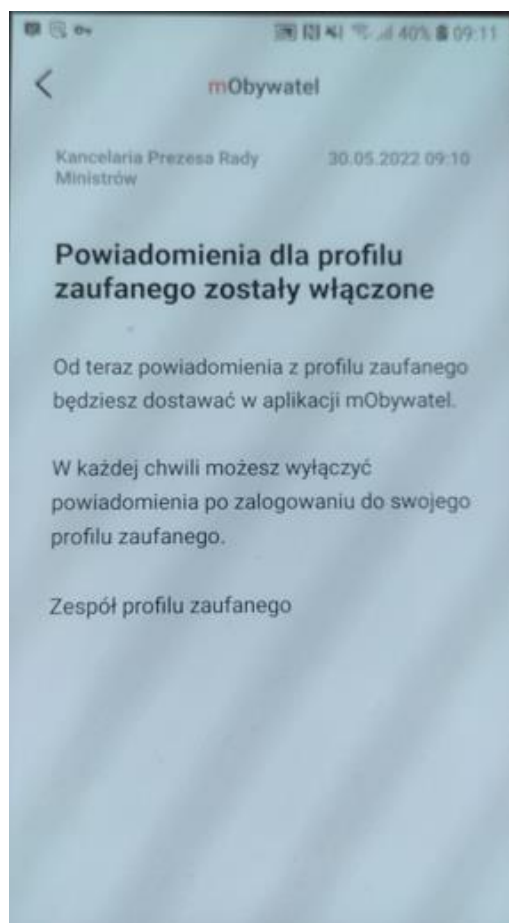 40% 09:11
mObywatel
Kancelaria Prezesa Rady 30.05.2022 09:10
Ministrów
Powiadomienia dla profilu
zaufanego zostały włączone
Od teraz powiadomienia z profilu zaufanego
będziesz dostawać w aplikacji mObywatel.
W każdej chwili możesz wyłączyć
powiadomienia po zalogowaniu do swojego
profilu zaufanego.
Zespół profilu zaufanego